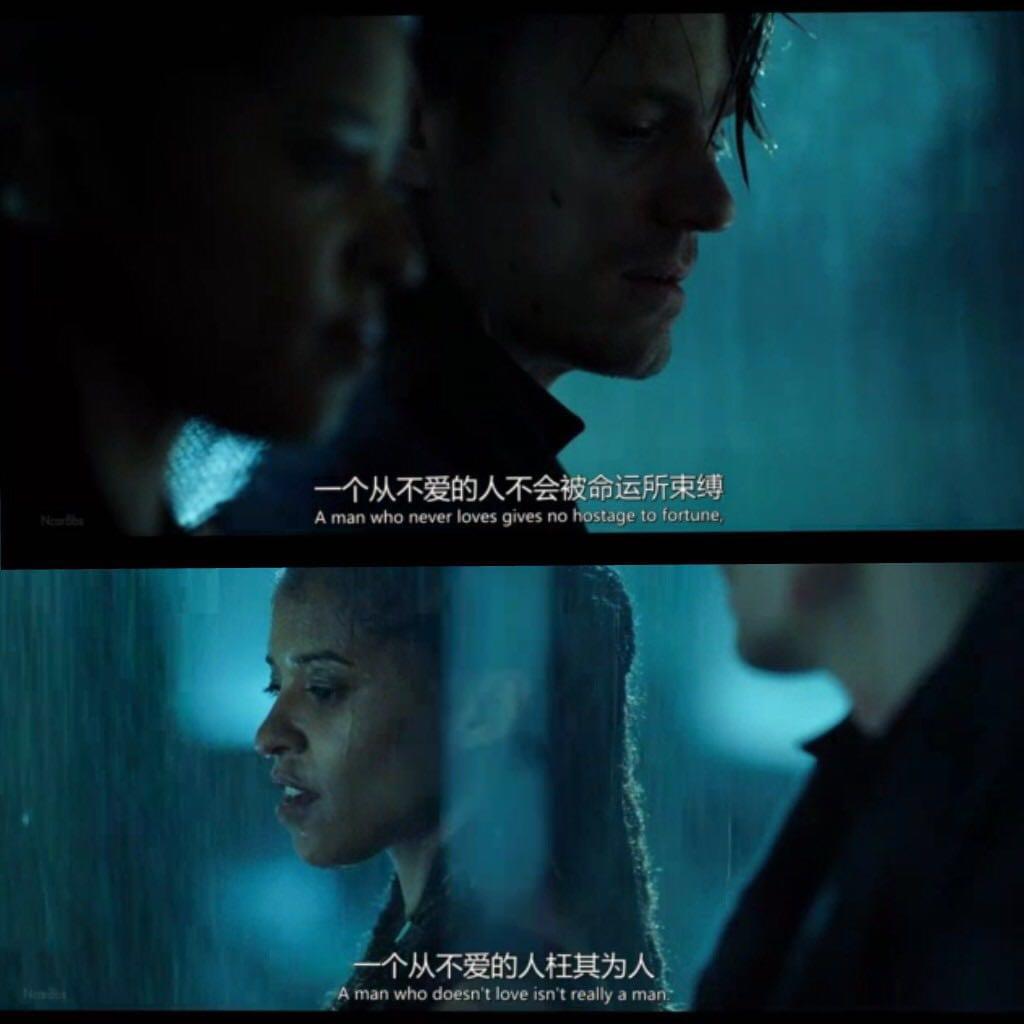 一个从不爱的人不会被命运所束缚
A man who never loves gives no hostage to fortune,
一个从不爱的人枉其为人
A man who doesn't love isn't really a man.